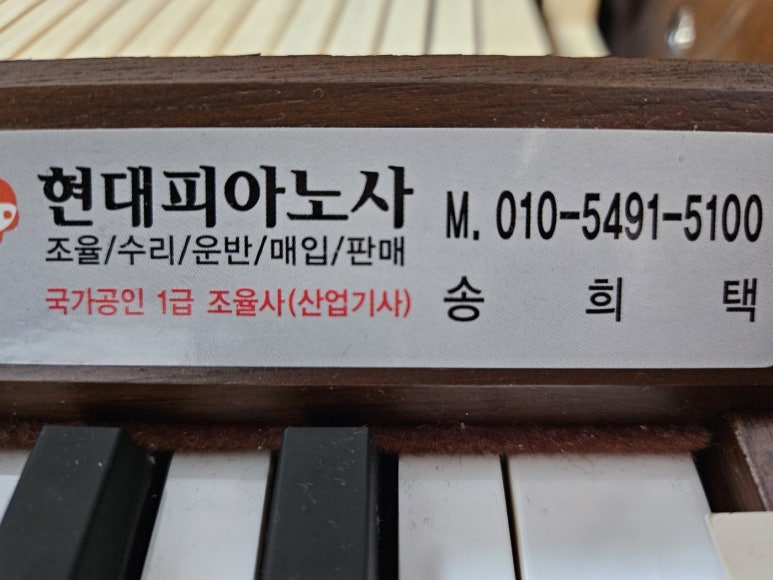 현대피아노사
조율/수리/운반/매입/판매
국가공인 1급 조율사(산업기사)
M. 010-5491-5100
송 희 택